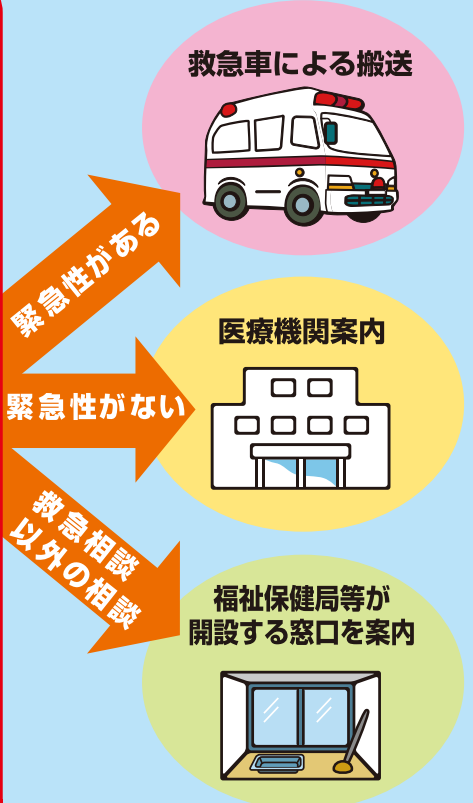 救急車による搬送
緊急性がある
医療機関案内
緊急性がない
救急相談
以外の相談
福祉保健局等が
開設する窓口を案内